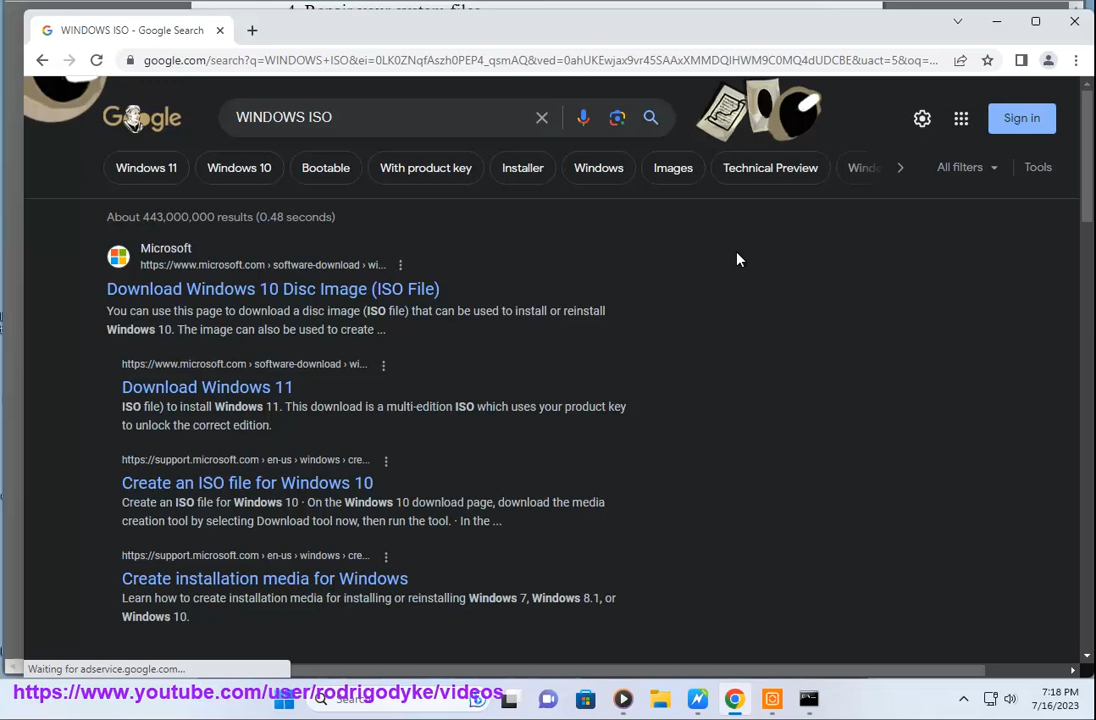 4. Repair your system files
WINDOWS ISO - Google Search
google.com/search?q=WINDOWS+ISO&ei=0LK0ZNqfAszh0PEP4_qsmAQ&ved=0ahUKEwjax9vr45SAAxXMMDQIHWM9C0MQ4dUDCBE&uact=5&oq=...
Google
WINDOWS ISO
Sign in
Windows 11
Windows 10
Bootable
With product key
Installer
Windows
Images
Technical Preview
Wind
All filters
Tools
About 443,000,000 results (0.48 seconds)
Microsoft
https://www.microsoft.com › software-download › wi...
Download Windows 10 Disc Image (ISO File)
You can use this page to download a disc image (ISO file) that can be used to install or reinstall
Windows 10. The image can also be used to create ...
https://www.microsoft.com › software-download › wi...
Download Windows 11
ISO file) to install Windows 11. This download is a multi-edition ISO which uses your product key
to unlock the correct edition.
https://support.microsoft.com › en-us › windows › cre...
Create an ISO file for Windows 10
Create an ISO file for Windows 10 · On the Windows 10 download page, download the media
creation tool by selecting Download tool now, then run the tool. · In the ...
https://support.microsoft.com › en-us › windows › cre...
Create installation media for Windows
Learn how to create installation media for installing or reinstalling Windows 7, Windows 8.1, or
Windows 10.
Waiting for adservice.google.com...
https://www.youtube.com/user/rodrigodyke/videos
Search
7:18 PM
7/16/2023